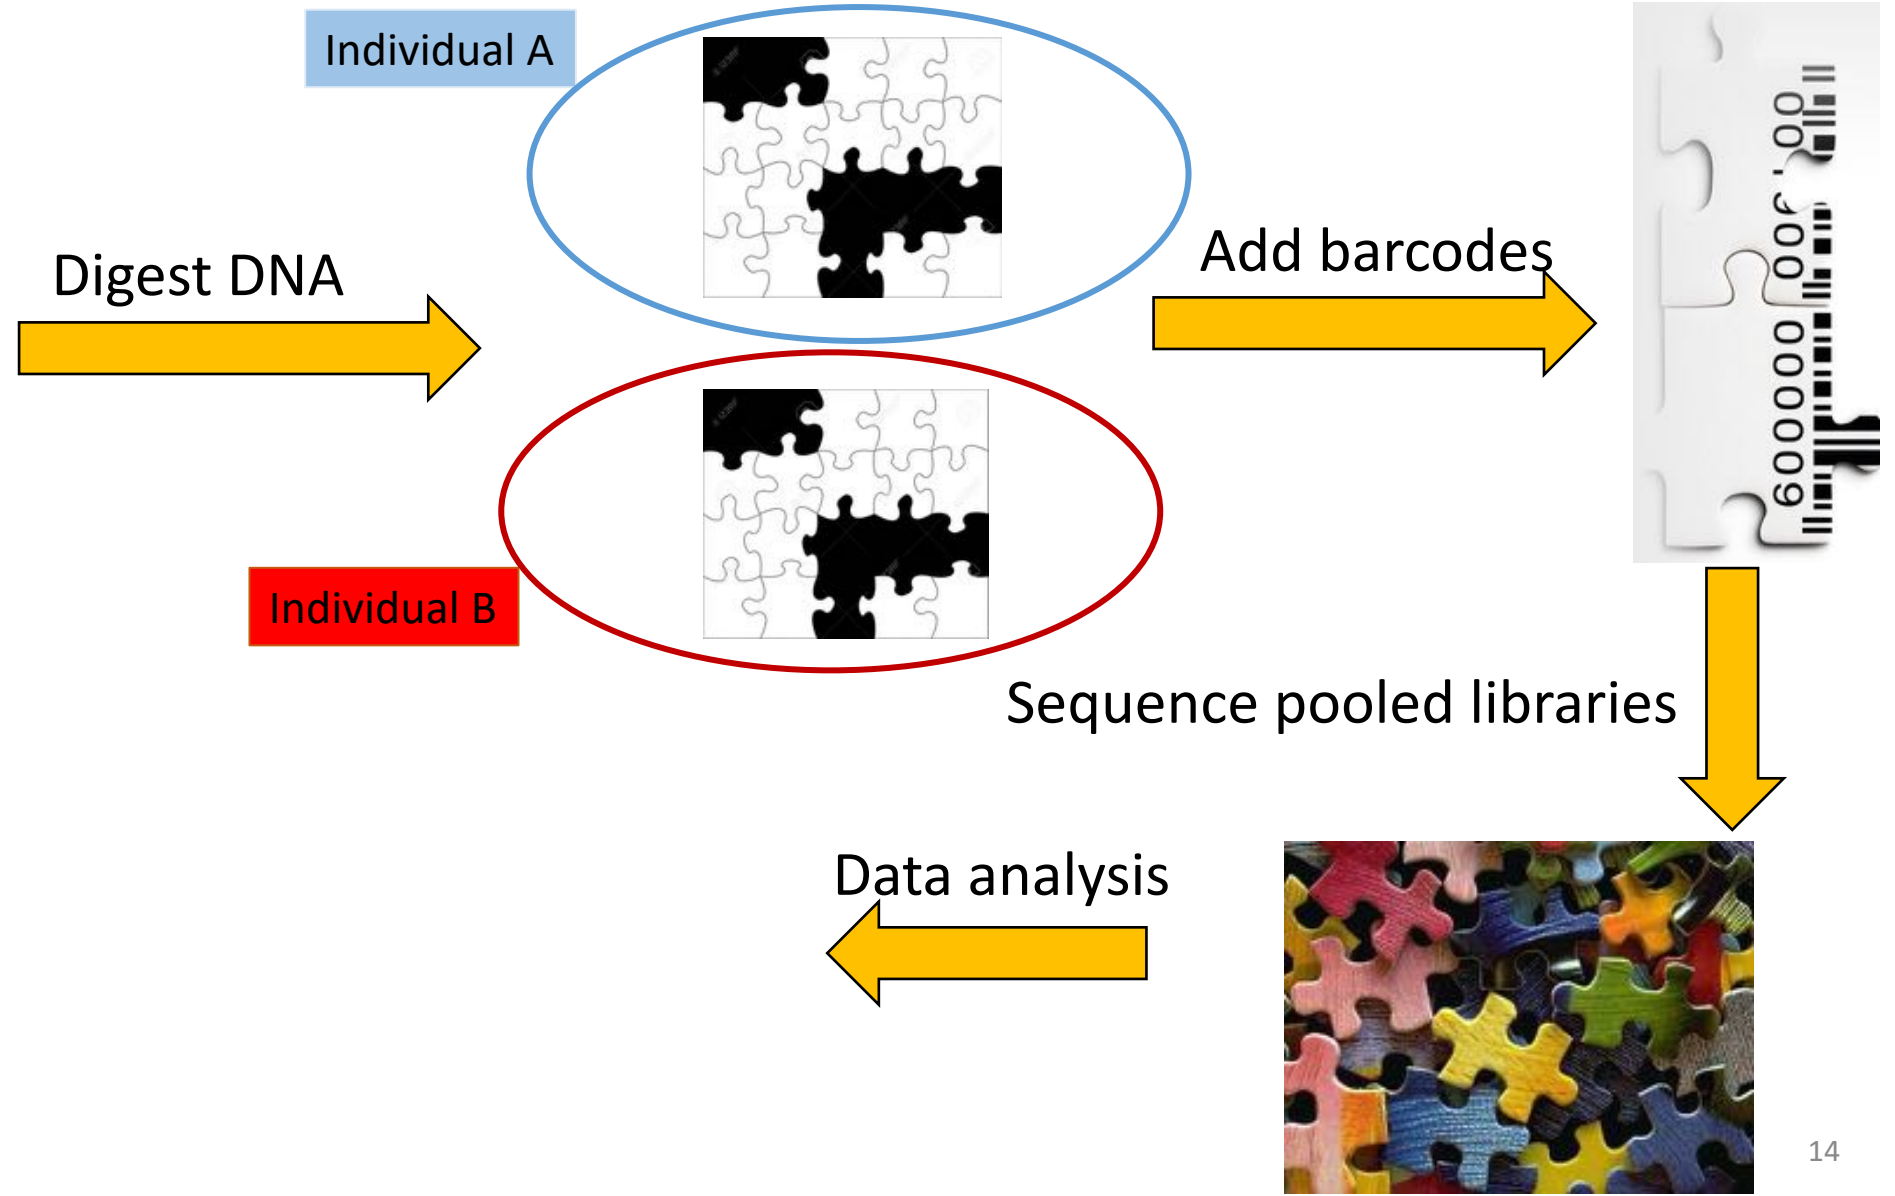 Individual A
Digest DNA
Add barcodes
Individual B
Sequence pooled libraries
Data analysis
14